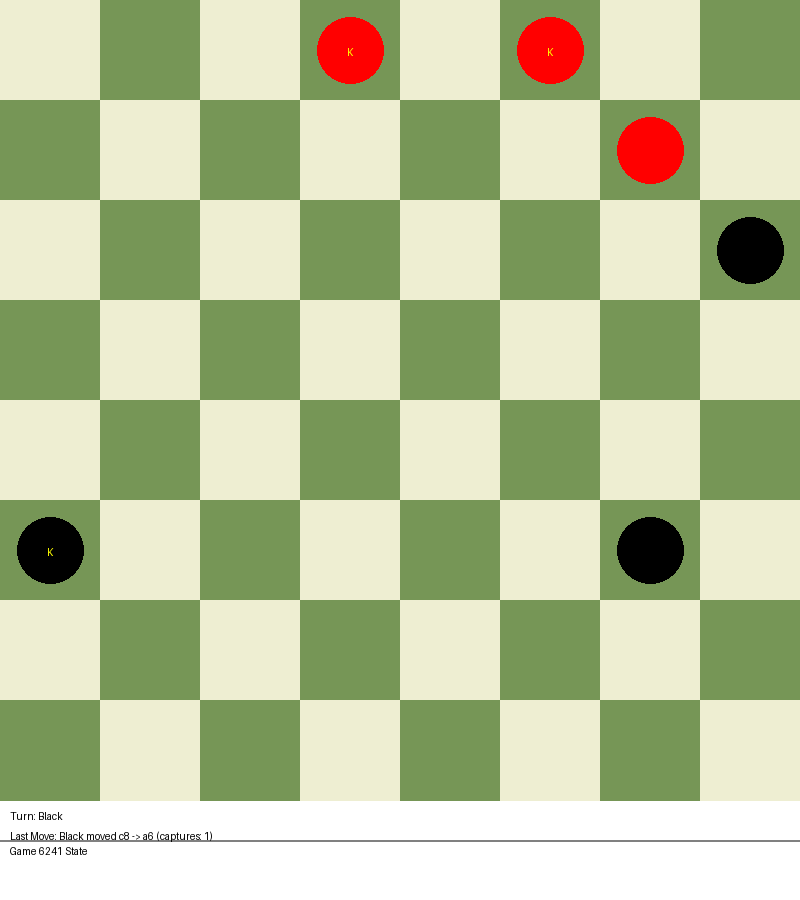 K K
K
Turn: Black
Last Move: Black moved c8 -> a6 (captures: 1)
Game 6241 State